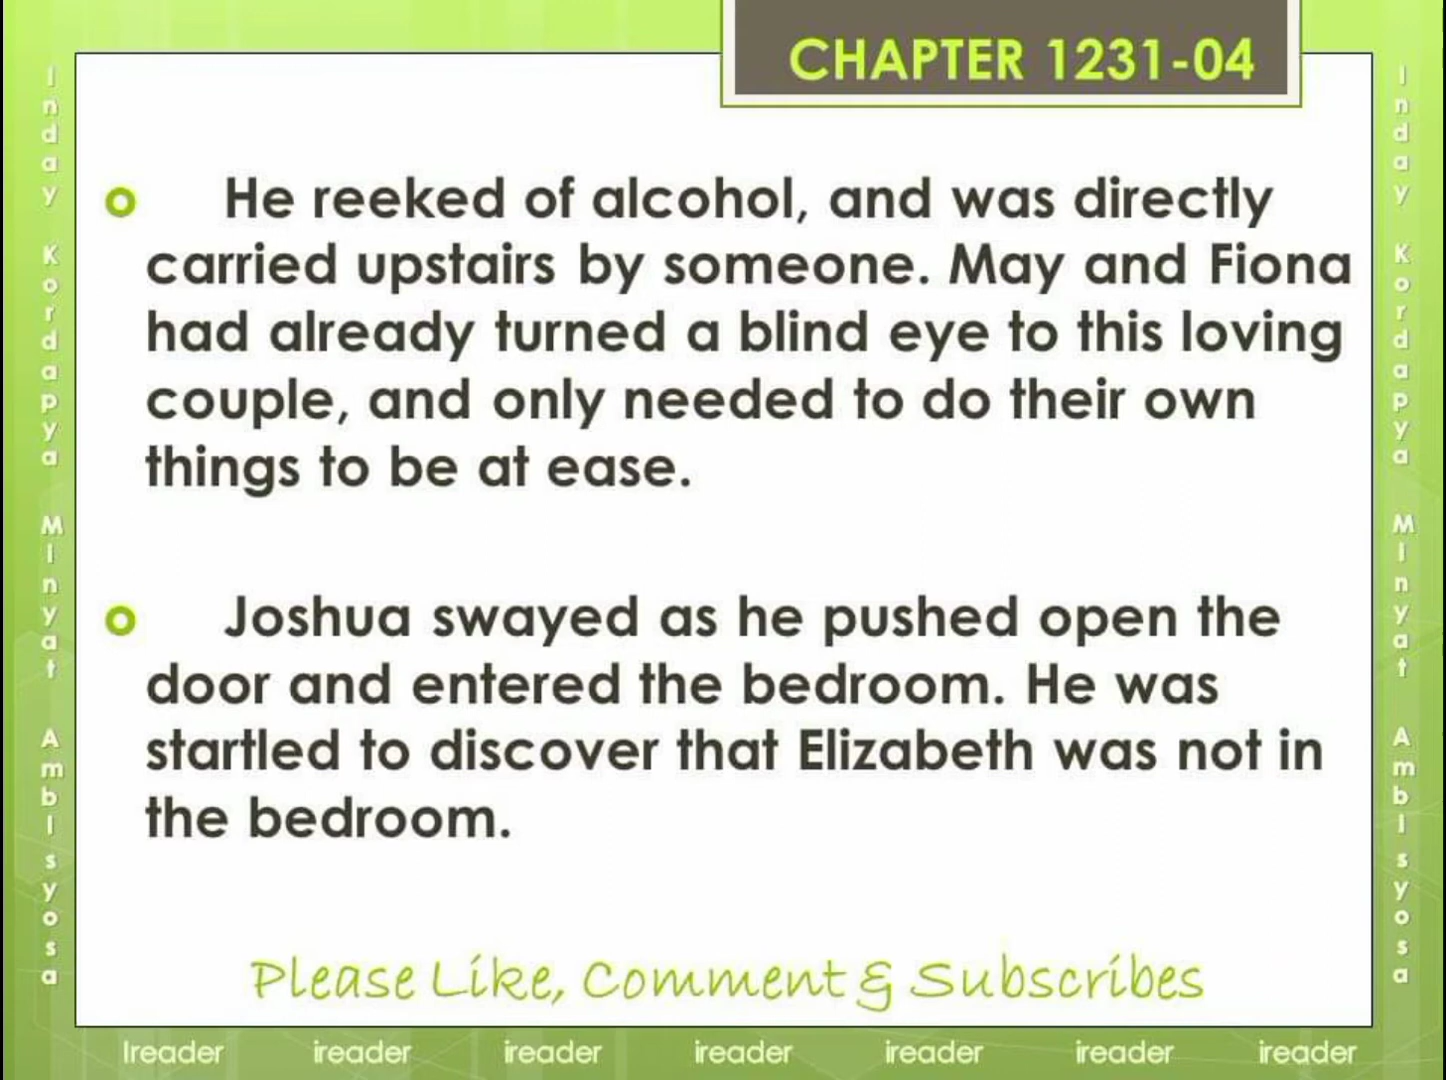 CHAPTER 1231-04
He reeked of alcohol, and was directly
carried upstairs by someone. May and Fiona
had already turned a blind eye to this loving
couple, and only needed to do their own
things to be at ease.
Joshua swayed as he pushed open the
door and entered the bedroom. He was
startled to discover that Elizabeth was not in
the bedroom.
Please Like, Comment & Subscribes
Inday Kordapya Minyat Ambisyosa
Inday Kordapya Minyat Ambisyosa
Ireader ireader ireader ireader ireader ireader ireader